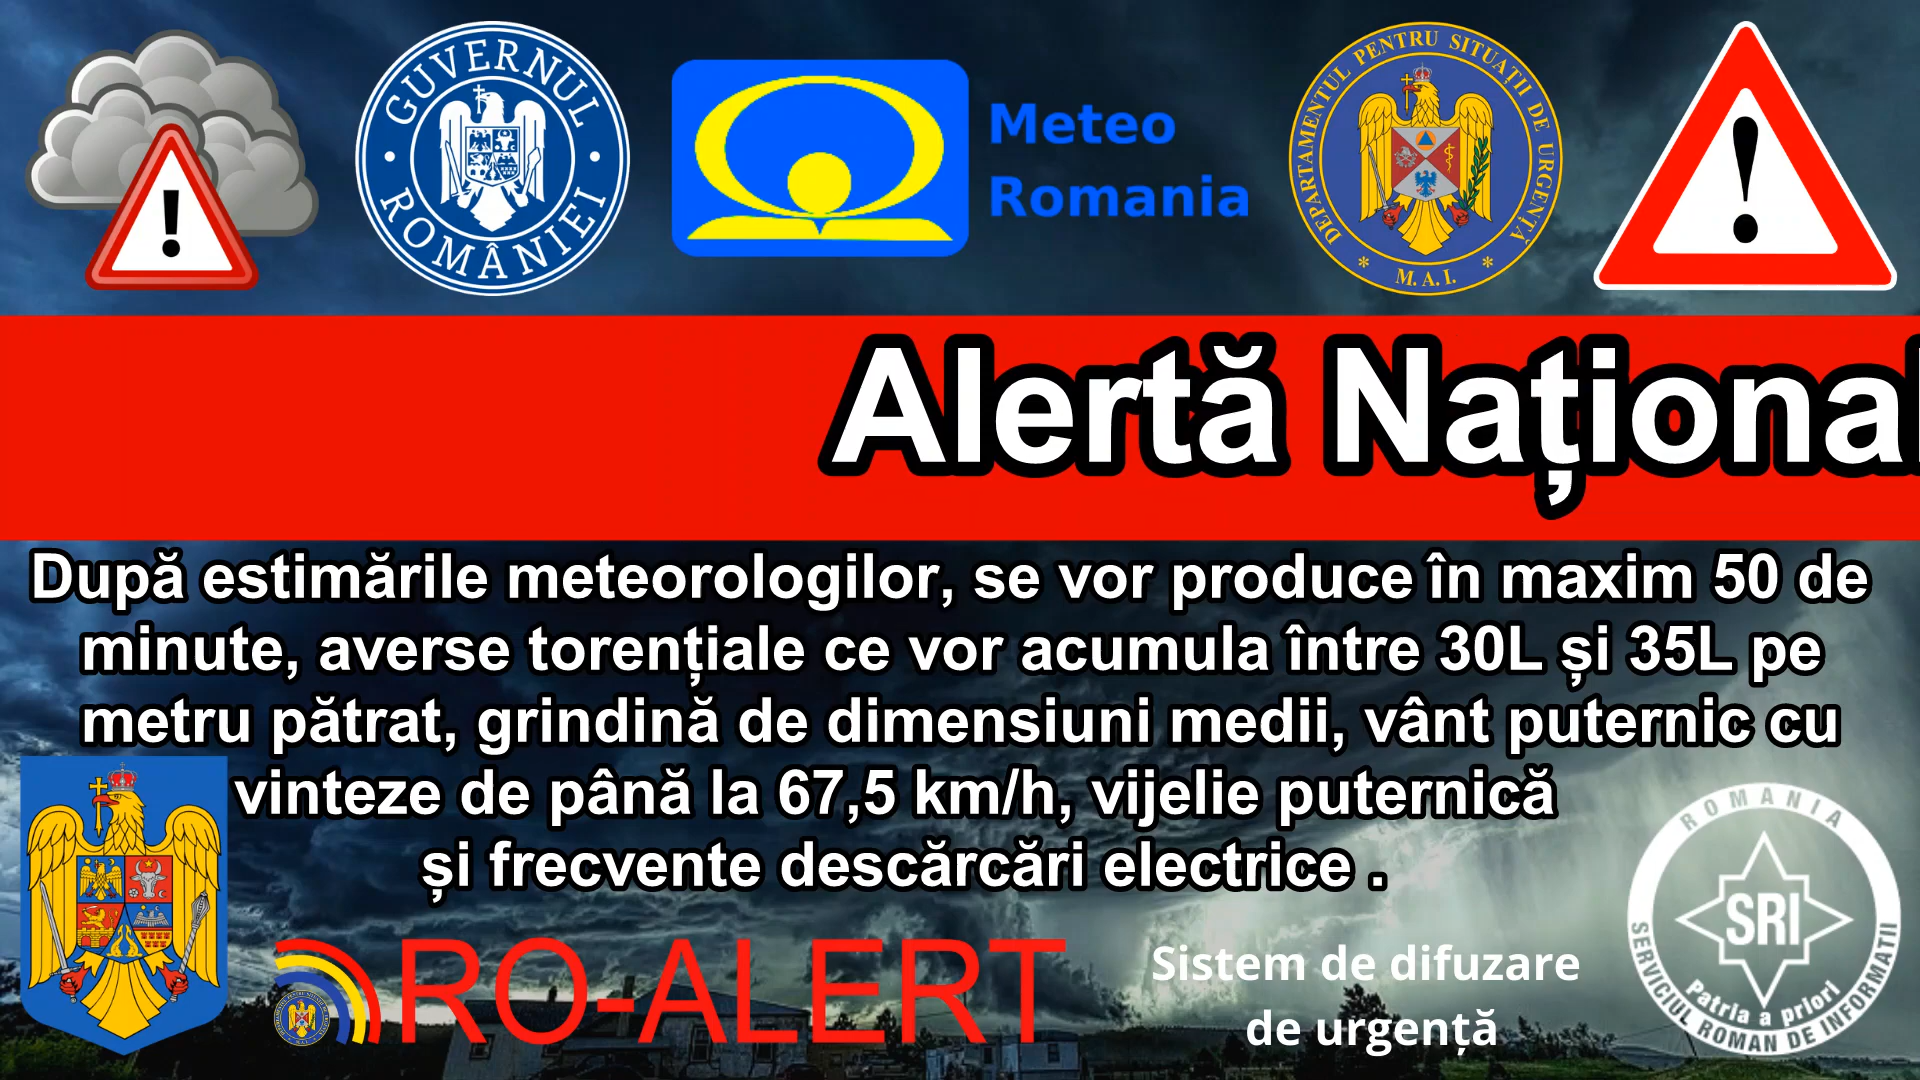 GUVERNUL ROMÂNIEI
Meteo
Romania
DEPARTAMENTUL PENTRU SITUAȚII DE URGENȚĂ
* M.A.I. *
!
!
Alertă Național
După estimările meteorologilor, se vor produce în maxim 50 de
minute, averse torențiale ce vor acumula între 30L și 35L pe
metru pătrat, grindină de dimensiuni medii, vânt puternic cu
vinteze de până la 67,5 km/h, vijelie puternică
și frecvente descărcări electrice .
RO-ALERT
Sistem de difuzare
de urgență
ROMANIA
SRI
Patria a priori
SERVICIUL ROMAN DE INFORMATII